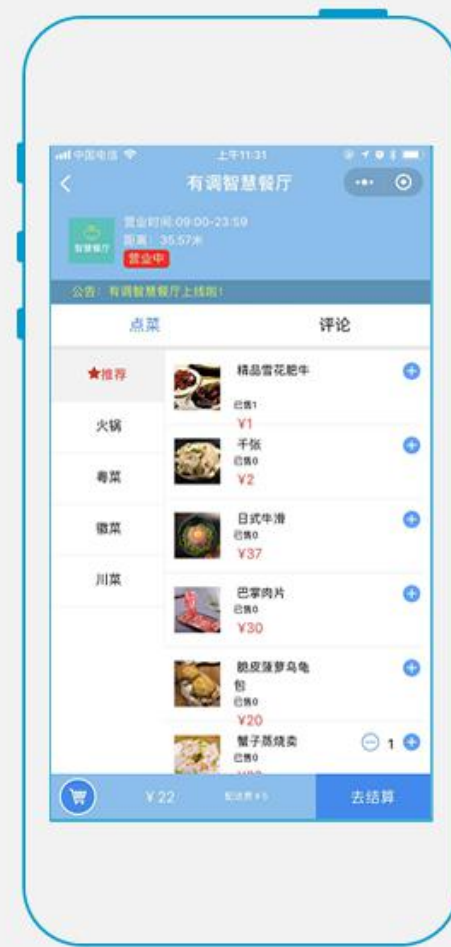 中国电信
上午11:31
有调智慧餐厅
营业时间:09:00-23:59
距离: 35.57米
智慧餐厅
营业中
公告: 有调智慧餐厅上线啦!
点菜
评论
★推荐
火锅
粤菜
徽菜
川菜
精品雪花肥牛
已售1
¥1
千张
已售0
¥2
日式牛滑
已售0
¥37
巴掌肉片
已售0
¥30
脆皮菠萝乌龟
包
已售0
¥20
蟹子蒸烧卖
1
已售0
¥22
配送费¥5
去结算